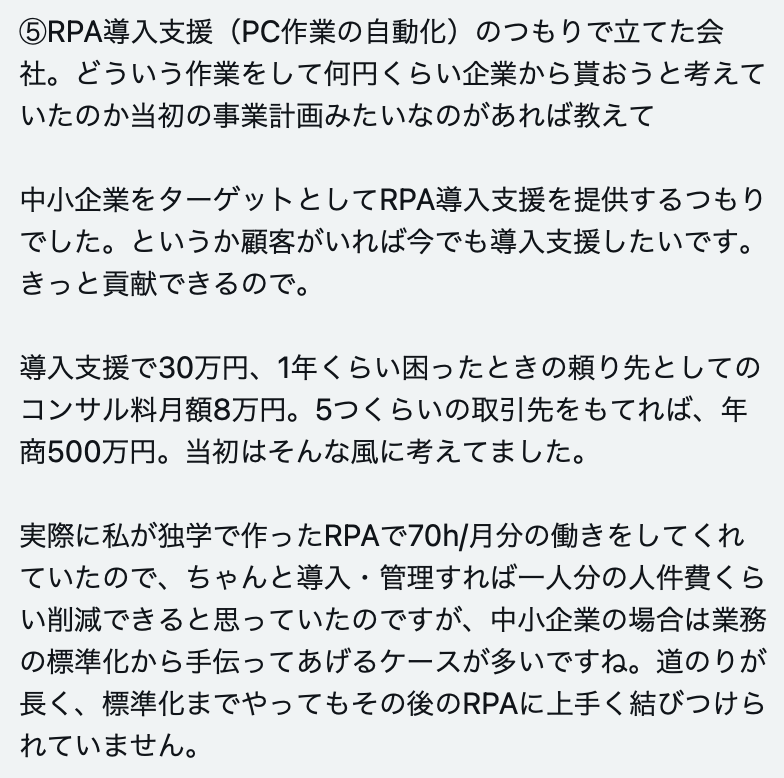 ⑤RPA導入支援（PC作業の自動化）のつもりで立てた会
社。どういう作業をして何円くらい企業から貰おうと考えて
いたのか当初の事業計画みたいなのがあれば教えて
中小企業をターゲットとしてRPA導入支援を提供するつもり
でした。というか顧客がいれば今でも導入支援したいです。
きっと貢献できるので。
導入支援で30万円、1年くらい困ったときの頼り先としての
コンサル料月額8万円。5つくらいの取引先をもてれば、年
商500万円。当初はそんな風に考えてました。
実際に私が独学で作ったRPAで70h/月分の働きをしてくれ
ていたので、ちゃんと導入・管理すれば一人分の人件費くら
い削減できると思っていたのですが、中小企業の場合は業務
の標準化から手伝ってあげるケースが多いですね。道のりが
長く、標準化までやってもその後のRPAに上手く結びつけら
れていません。